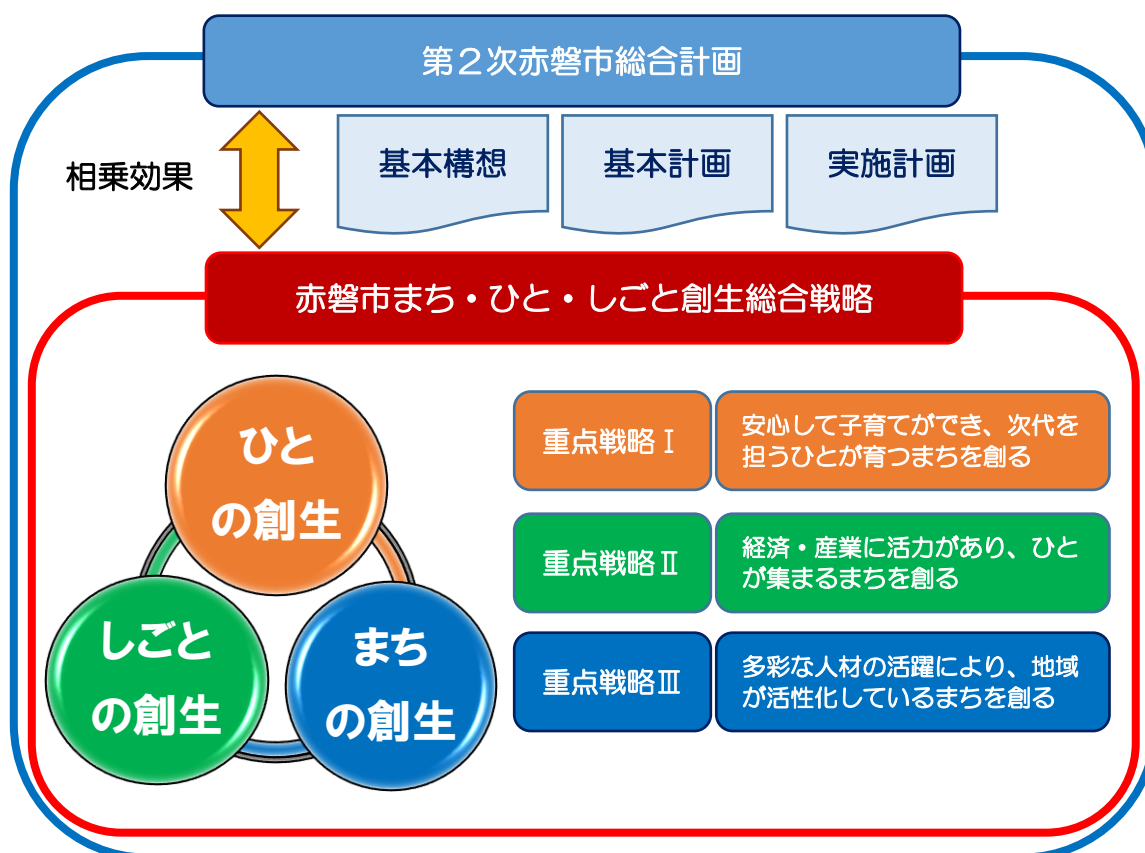 第２次赤磐市総合計画
相乗効果
基本構想
基本計画
実施計画
赤磐市まち・ひと・しごと創生総合戦略
ひと
の創生
しごと
の創生
まち
の創生
重点戦略Ⅰ
安心して子育てができ、次代を
担うひとが育つまちを創る
重点戦略Ⅱ
経済・産業に活力があり、ひと
が集まるまちを創る
重点戦略Ⅲ
多彩な人材の活躍により、地域
が活性化しているまちを創る